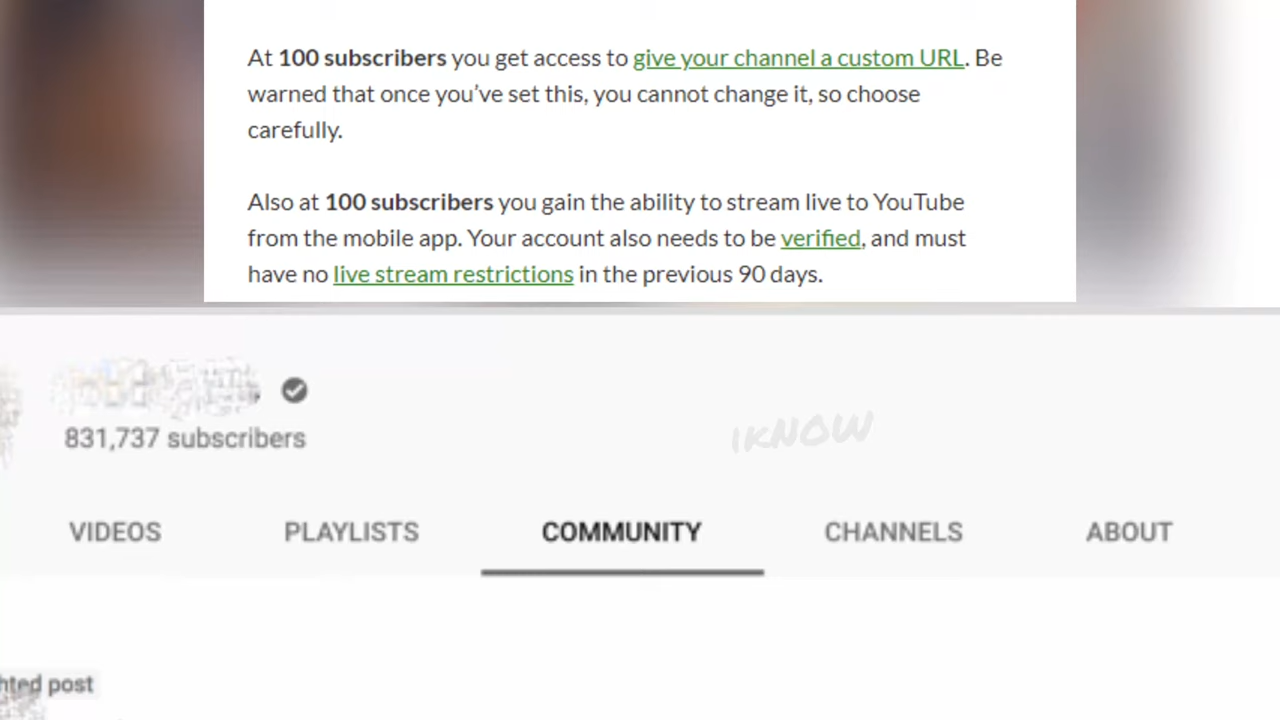 At 100 subscribers you get access to give your channel a custom URL. Be
warned that once you've set this, you cannot change it, so choose
carefully.
Also at 100 subscribers you gain the ability to stream live to YouTube
from the mobile app. Your account also needs to be verified, and must
have no live stream restrictions in the previous 90 days.
831,737 subscribers
iKNOW
VIDEOS PLAYLISTS COMMUNITY CHANNELS ABOUT
hted post